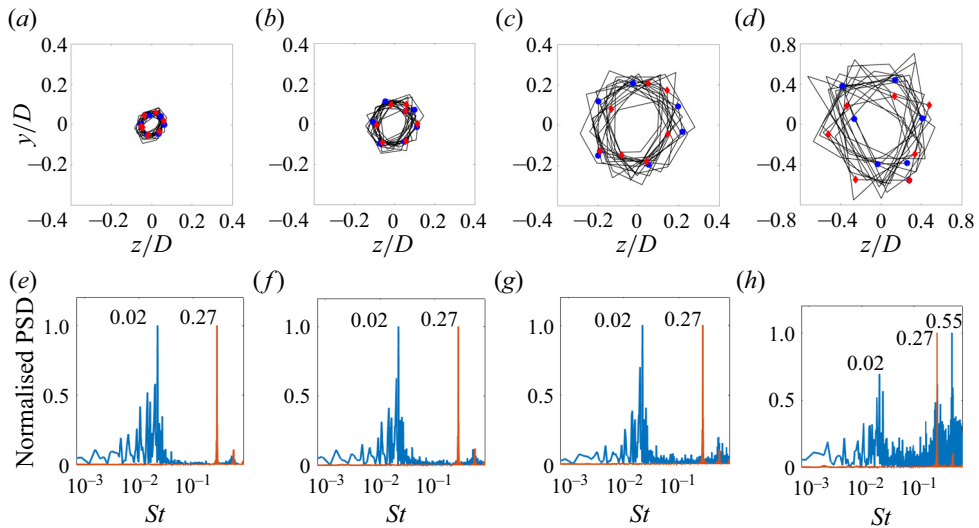 (a) (b) (c) (d)
0.4 0.4 0.4 0.8
0.2 0.2 0.2 0.4
y/D 0 0 0 0
−0.2 −0.2 −0.2 −0.4
−0.4 −0.4 −0.4 −0.8
−0.4 −0.2 0 0.2 0.4 −0.4 −0.2 0 0.2 0.4 −0.4 −0.2 0 0.2 0.4 −0.8 −0.4 0 0.4 0.8
z/D z/D z/D z/D
(e) (f) (g) (h)
0.02 0.27 0.02 0.27 0.02 0.27 0.02 0.27 0.55
Normalised PSD
1.0 1.0 1.0 1.0
0.5 0.5 0.5 0.5
0 0 0 0
10−3 10−2 10−1 10−3 10−2 10−1 10−3 10−2 10−1 10−3 10−2 10−1
St St St St